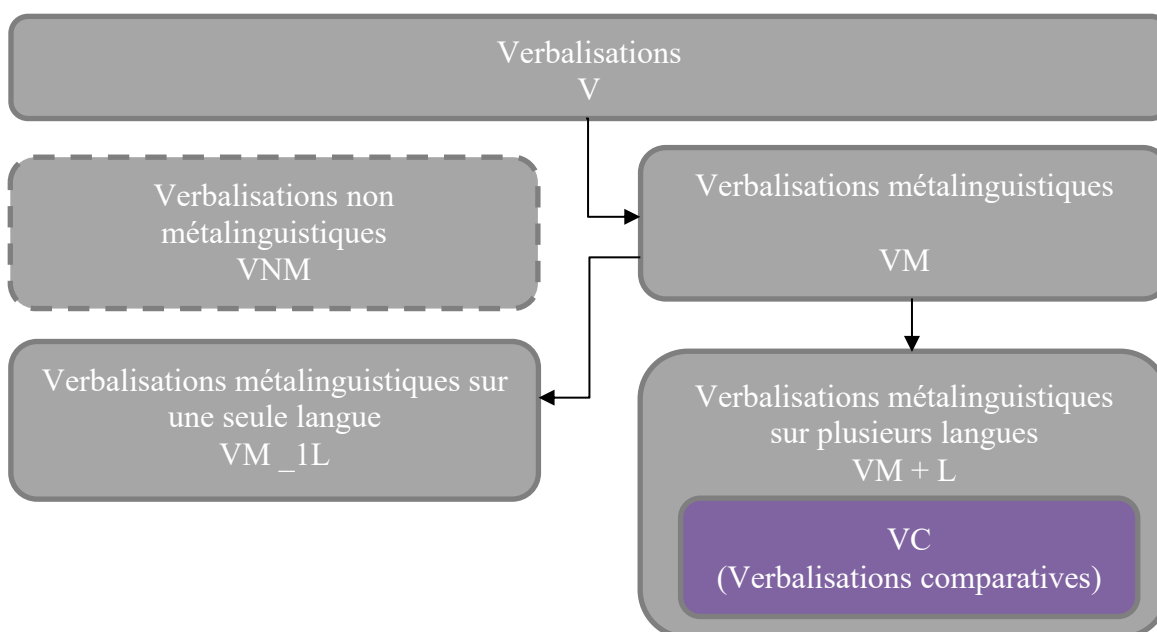 Verbalisations
V
Verbalisations non
métalinguistiques
VNM
Verbalisations métalinguistiques
VM
Verbalisations métalinguistiques sur
une seule langue
VM _1L
Verbalisations métalinguistiques
sur plusieurs langues
VM + L
VC
(Verbalisations comparatives)